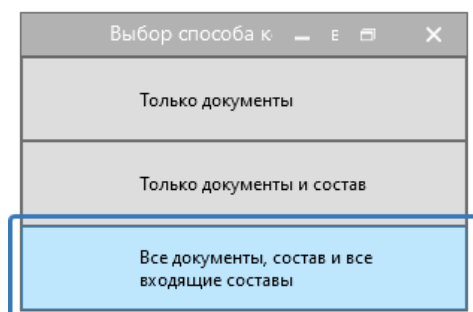 Выбор способа к
Только документы
Только документы и состав
Все документы, состав и все
входящие составы